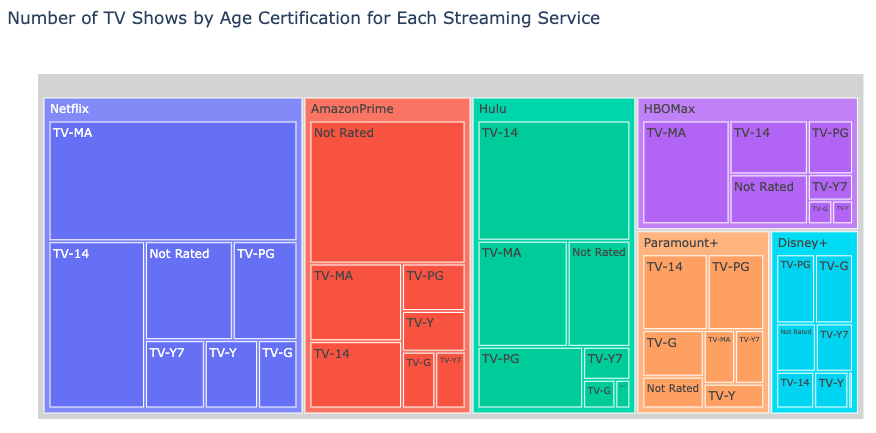 Number of TV Shows by Age Certification for Each Streaming Service
Netflix
TV-MA
TV-14
Not Rated
TV-PG
TV-Y7
TV-Y
TV-G
AmazonPrime
Not Rated
TV-MA
TV-PG
TV-Y
TV-14
TV-G
TV-Y7
Hulu
TV-14
TV-MA
Not Rated
TV-PG
TV-Y7
TV-G
HBOMax
TV-MA
TV-14
TV-PG
Not Rated
TV-Y7
TV-G
TV-Y
Paramount+
TV-14
TV-PG
TV-G
TV-MA
TV-Y7
Not Rated
TV-Y
Disney+
TV-PG
TV-G
Not Rated
TV-Y7
TV-14
TV-Y